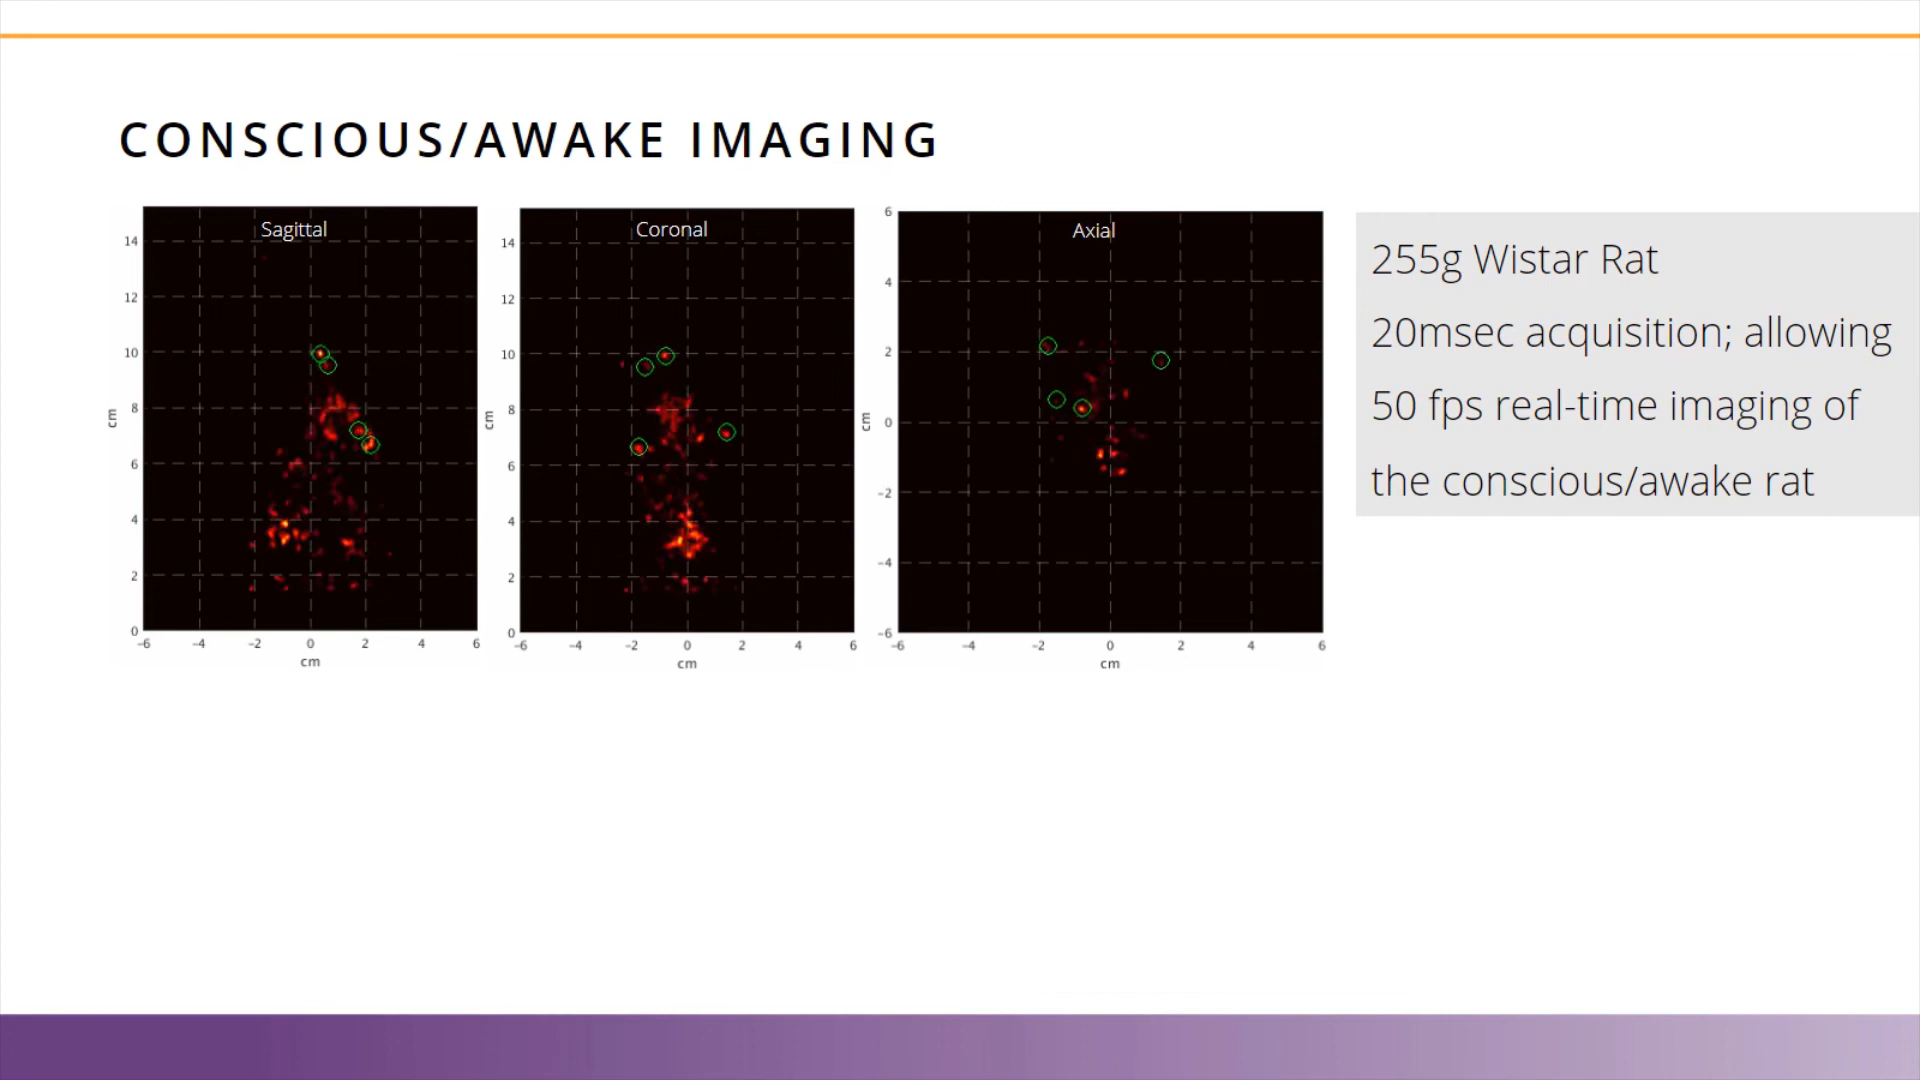 CONSCIOUS/AWAKE IMAGING
Sagittal
14
12
10
8
6
4
2
0
cm
-6 -4 -2 0 2 4 6
cm
Coronal
14
12
10
8
6
4
2
0
cm
-6 -4 -2 0 2 4 6
cm
Axial
6
4
2
0
-2
-4
-6
cm
-6 -4 -2 0 2 4 6
cm
255g Wistar Rat
20msec acquisition; allowing
50 fps real-time imaging of
the conscious/awake rat